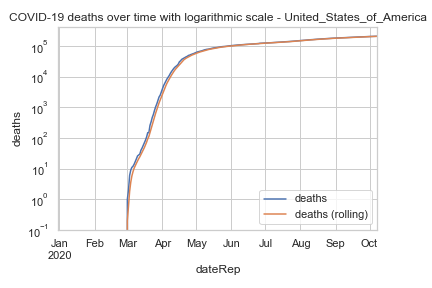 COVID-19 deaths over time with logarithmic scale - United_States_of_America
10^5
10^4
10^3
10^2
10^1
10^0
10^-1
deaths
deaths
deaths (rolling)
Jan Feb Mar Apr May Jun Jul Aug Sep Oct
2020
dateRep